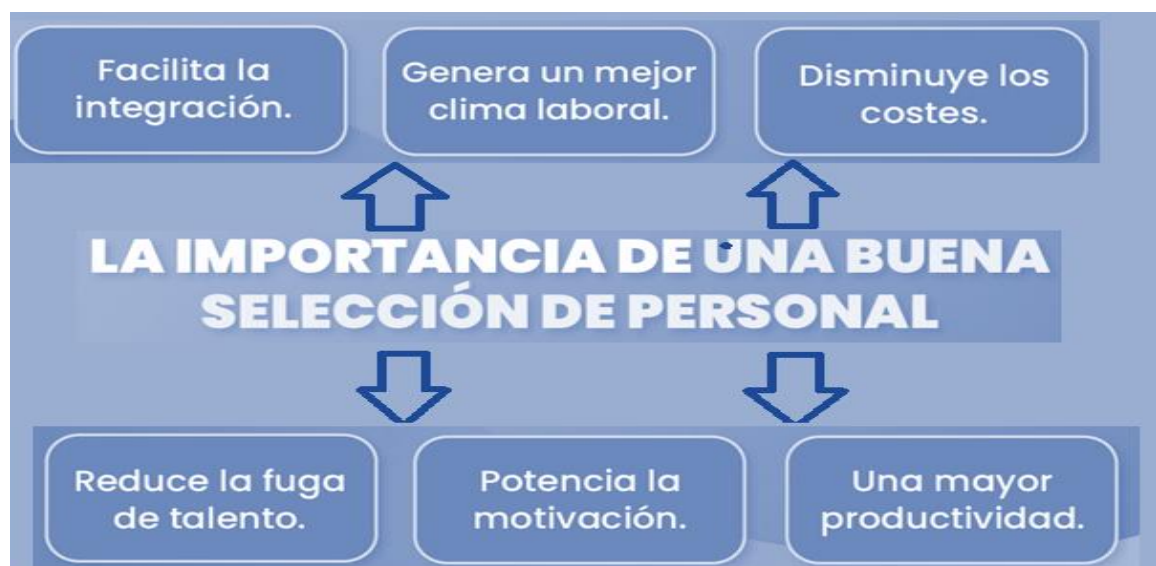 Facilita la
integración.
Genera un mejor
clima laboral.
Disminuye los
costes.
LA IMPORTANCIA DE UNA BUENA
SELECCIÓN DE PERSONAL
Reduce la fuga
de talento.
Potencia la
motivación.
Una mayor
productividad.